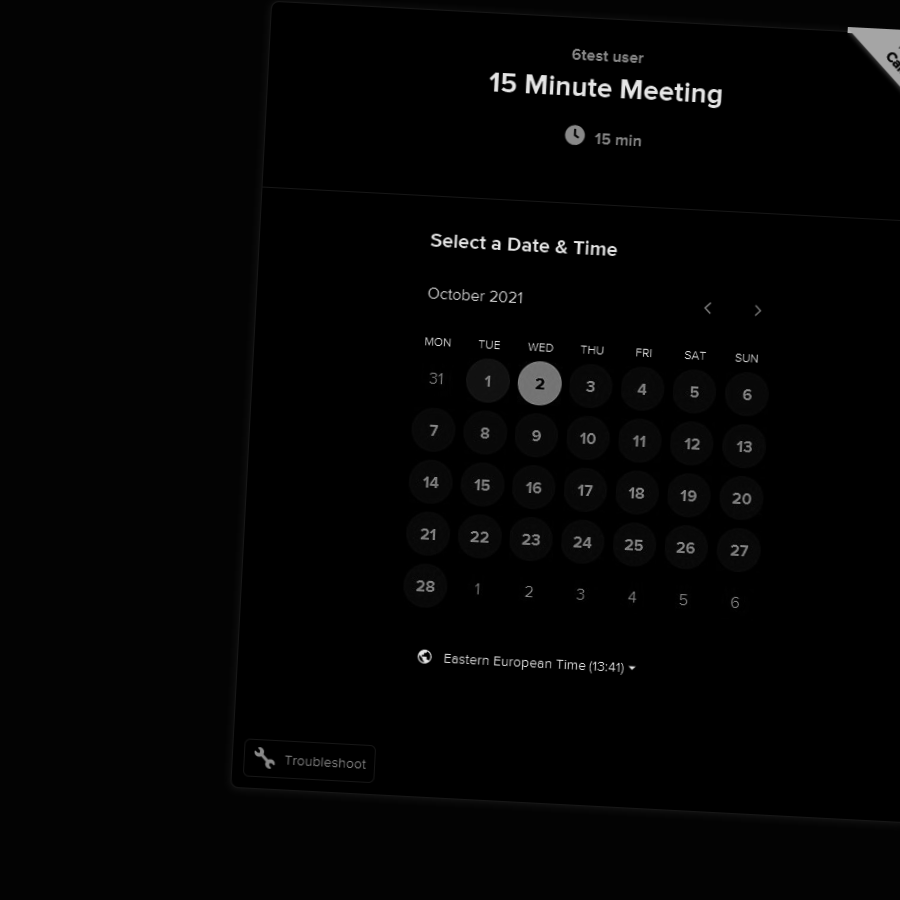 6test user
15 Minute Meeting
15 min
Select a Date & Time
October 2021
MON TUE WED THU FRI SAT SUN
31 1 2 3 4 5 6
7 8 9 10 11 12 13
14 15 16 17 18 19 20
21 22 23 24 25 26 27
28 1 2 3 4 5 6
Eastern European Time (13:41)
Troubleshoot